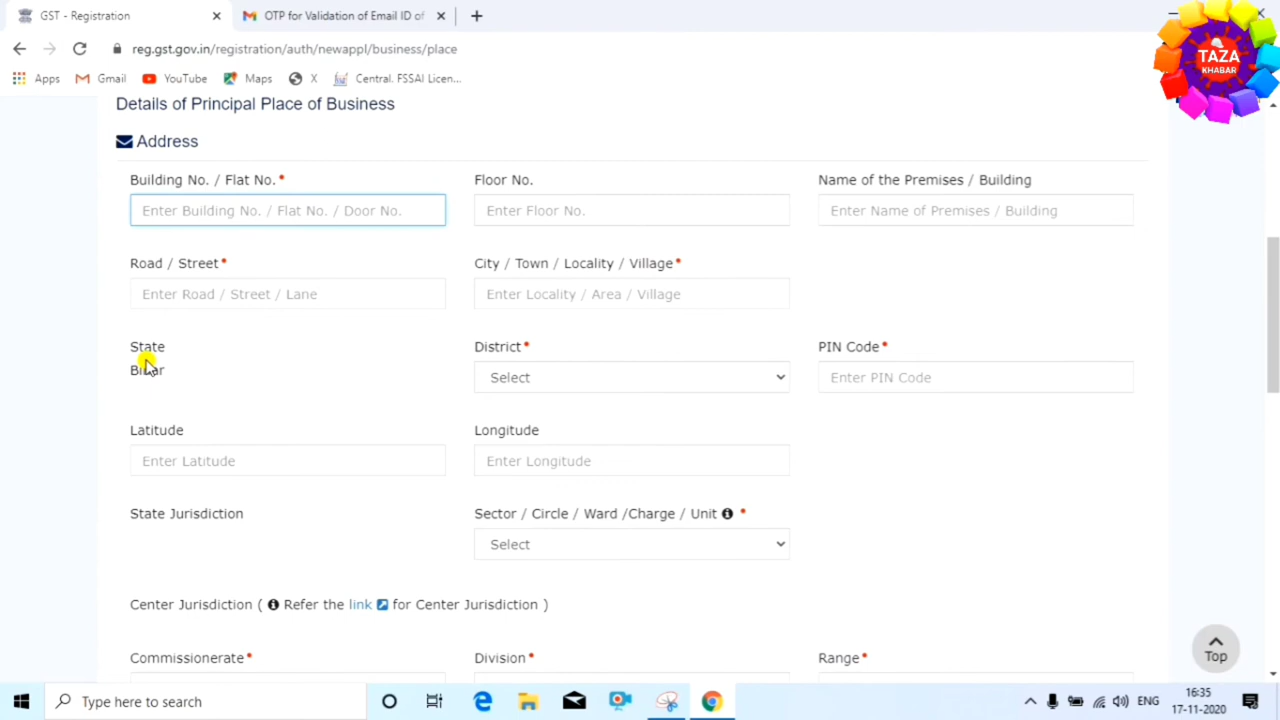 GST - Registration
OTP for Validation of Email ID of
reg.gst.gov.in/registration/auth/newappl/business/place
Apps Gmail YouTube Maps X Central. FSSAI Licen...
TAZA
KHABAR
Details of Principal Place of Business
Address
Building No. / Flat No.* Floor No. Name of the Premises / Building
Enter Building No. / Flat No. / Door No. Enter Floor No. Enter Name of Premises / Building
Road / Street* City / Town / Locality / Village*
Enter Road / Street / Lane Enter Locality / Area / Village
State District* PIN Code*
Bihar Select Enter PIN Code
Latitude Longitude
Enter Latitude Enter Longitude
State Jurisdiction Sector / Circle / Ward /Charge / Unit *
Select
Center Jurisdiction ( Refer the link for Center Jurisdiction )
Commissionerate* Division* Range*
Top
Type here to search
ENG
16:35
17-11-2020